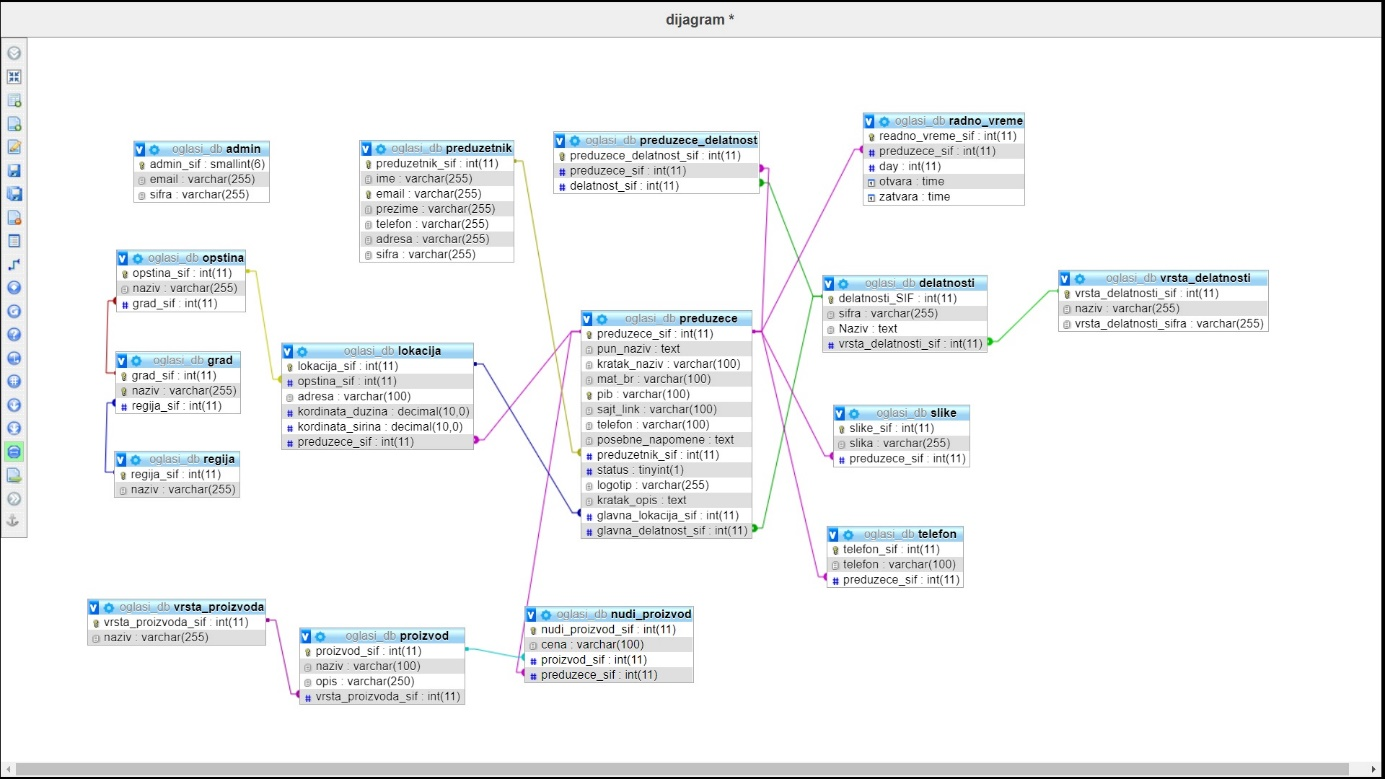 dijagram *
oglasi_db admin
admin_sif : smallint(6)
email : varchar(255)
sifra : varchar(255)
oglasi_db preduzetnik
preduzetnik_sif : int(11)
ime : varchar(255)
email : varchar(255)
prezime : varchar(255)
telefon : varchar(255)
adresa : varchar(255)
sifra : varchar(255)
oglasi_db preduzece_delatnost
preduzece_delatnost_sif : int(11)
preduzece_sif : int(11)
delatnost_sif : int(11)
oglasi_db radno_vreme
readno_vreme_sif : int(11)
preduzece_sif : int(11)
day : int(11)
otvara : time
zatvara : time
oglasi_db opstina
opstina_sif : int(11)
naziv : varchar(255)
grad_sif : int(11)
oglasi_db grad
grad_sif : int(11)
naziv : varchar(255)
regija_sif : int(11)
oglasi_db regija
regija_sif : int(11)
naziv : varchar(255)
oglasi_db lokacija
lokacija_sif : int(11)
opstina_sif : int(11)
adresa : varchar(100)
kordinata_duzina : decimal(10,0)
kordinata_sirina : decimal(10,0)
preduzece_sif : int(11)
oglasi_db preduzece
preduzece_sif : int(11)
pun_naziv : text
kratak_naziv : varchar(100)
mat_br : varchar(100)
pib : varchar(100)
sajt_link : varchar(100)
telefon : varchar(100)
posebne_napomene : text
preduzetnik_sif : int(11)
status : tinyint(1)
logotip : varchar(255)
kratak_opis : text
glavna_lokacija_sif : int(11)
glavna_delatnost_sif : int(11)
oglasi_db delatnosti
delatnosti_SIF : int(11)
sifra : varchar(255)
Naziv : text
vrsta_delatnosti_sif : int(11)
oglasi_db vrsta_delatnosti
vrsta_delatnosti_sif : int(11)
naziv : varchar(255)
vrsta_delatnosti_sifra : varchar(255)
oglasi_db slike
slike_sif : int(11)
slika : varchar(255)
preduzece_sif : int(11)
oglasi_db telefon
telefon_sif : int(11)
telefon : varchar(100)
preduzece_sif : int(11)
oglasi_db vrsta_proizvoda
vrsta_proizvoda_sif : int(11)
naziv : varchar(255)
oglasi_db proizvod
proizvod_sif : int(11)
naziv : varchar(100)
opis : varchar(250)
vrsta_proizvoda_sif : int(11)
oglasi_db nudi_proizvod
nudi_proizvod_sif : int(11)
cena : varchar(100)
proizvod_sif : int(11)
preduzece_sif : int(11)